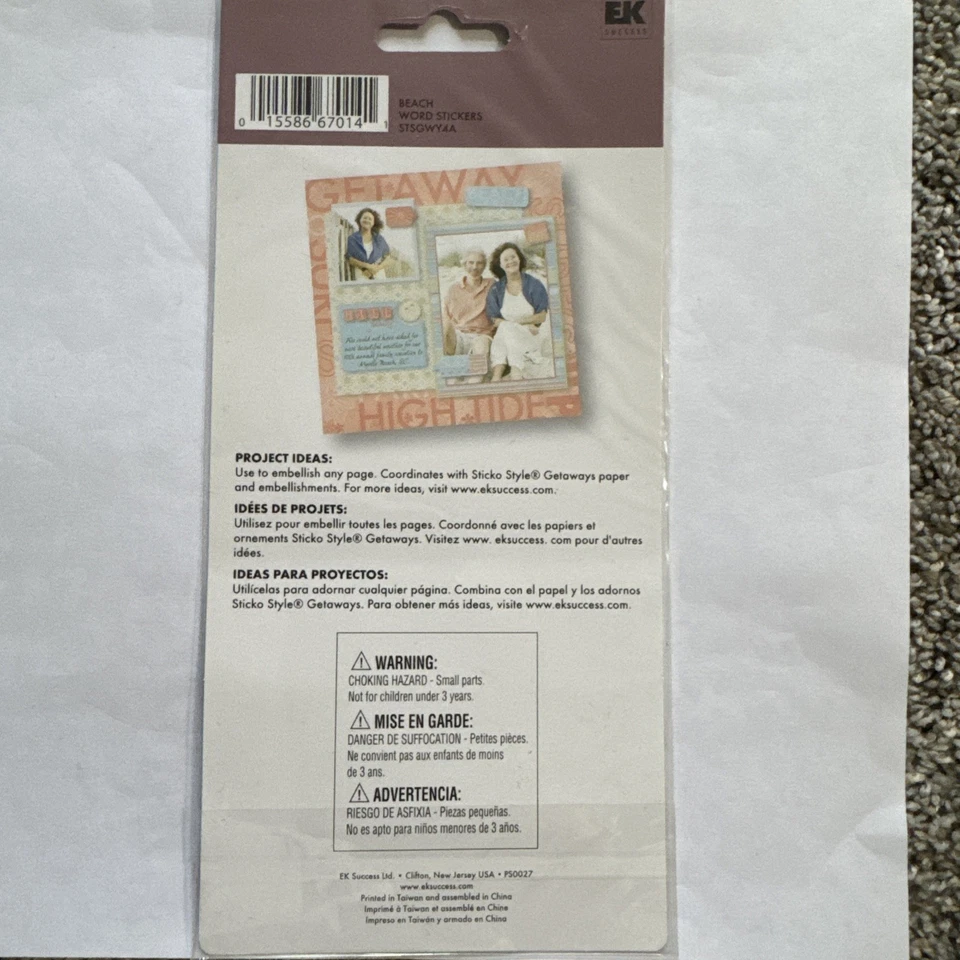 EK
SUCCESS
0 15586 67014 1
BEACH
WORD STICKERS
STSGWY4A
GETAWAY
SUN
HIGH TIDE
PROJECT IDEAS:
Use to embellish any page. Coordinates with Sticko Style® Getaways paper
and embellishments. For more ideas, visit www.eksuccess.com.
IDÉES DE PROJETS:
Utilisez pour embellir toutes les pages. Coordonné avec les papiers et
ornements Sticko Style® Getaways. Visitez www. eksuccess. com pour d'autres
idées.
IDEAS PARA PROYECTOS:
Utilícelas para adornar cualquier página. Combina con el papel y los adornos
Sticko Style® Getaways. Para obtener más ideas, visite www.eksuccess.com.
⚠ WARNING:
CHOKING HAZARD - Small parts.
Not for children under 3 years.
⚠ MISE EN GARDE:
DANGER DE SUFFOCATION - Petites pièces.
Ne convient pas aux enfants de moins
de 3 ans.
⚠ ADVERTENCIA:
RIESGO DE ASFIXIA - Piezas pequeñas.
No es apto para niños menores de 3 años.
EK Success Ltd. • Clifton, New Jersey USA • PS0027
www.eksuccess.com
Printed in Taiwan and assembled in China
Imprimé à Taiwan et assemblé en Chine
Impreso en Taiwán y armado en China